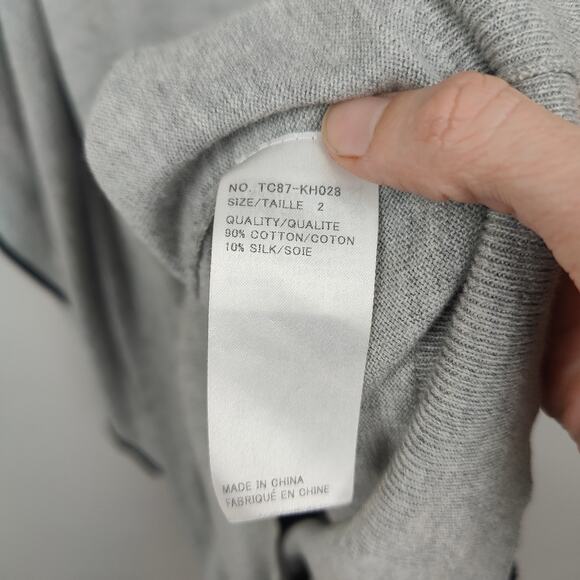 NO. TC87-KH028
SIZE/TAILLE 2
QUALITY/QUALITE
90% COTTON/COTON
10% SILK/SOIE
MADE IN CHINA
FABRIQUÉ EN CHINE